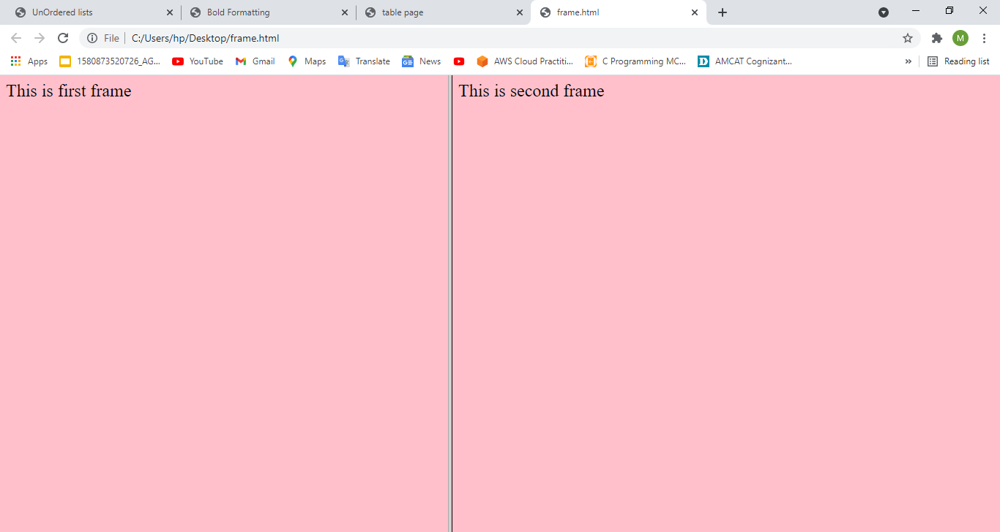 UnOrdered lists Bold Formatting table page frame.html
File C:/Users/hp/Desktop/frame.html M
Apps 1580873520726_AG... YouTube Gmail Maps Translate News AWS Cloud Practiti... C Programming MC... AMCAT Cognizant... » Reading list
This is first frame This is second frame